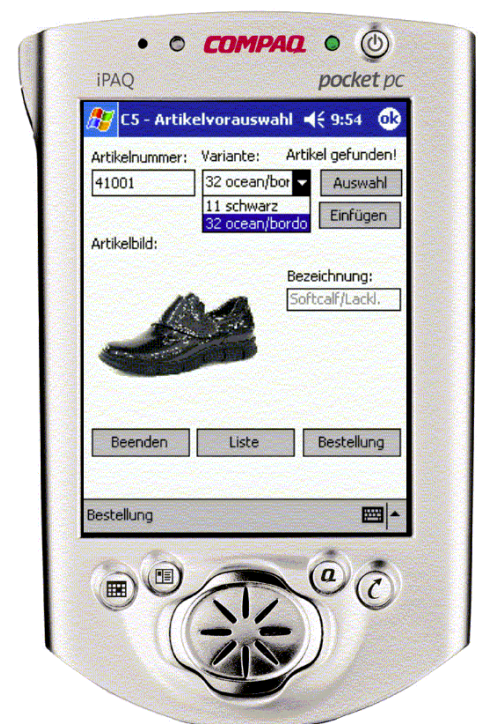 COMPAQ
iPAQ pocket pc
C5 - Artikelvorauswahl 9:54 ok
Artikelnummer: Variante: Artikel gefunden!
41001 32 ocean/bor Auswahl
11 schwarz
32 ocean/bordo Einfügen
Artikelbild:
Bezeichnung:
Softcalf/Lackl.
Beenden Liste Bestellung
Bestellung
Q